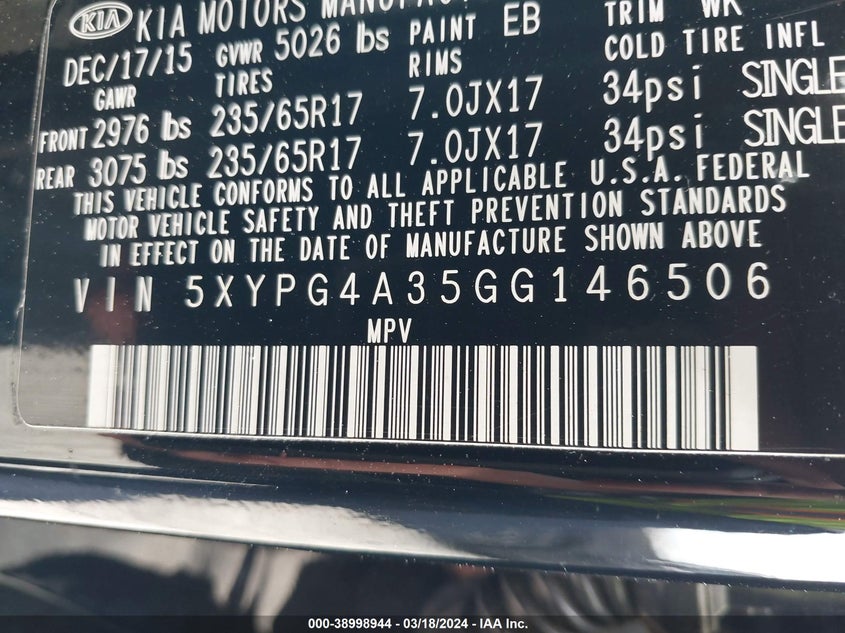 KIA KIA MOTORS
DEC/17/15 GVWR 5026 lbs PAINT EB TRIM WK
GAWR TIRES RIMS COLD TIRE INFL
FRONT 2976 lbs 235/65R17 7.0JX17 34psi SINGLE
REAR 3075 lbs 235/65R17 7.0JX17 34psi SINGLE
THIS VEHICLE CONFORMS TO ALL APPLICABLE U.S.A. FEDERAL
MOTOR VEHICLE SAFETY AND THEFT PREVENTION STANDARDS
IN EFFECT ON THE DATE OF MANUFACTURE SHOWN ABOVE
VIN 5XYPG4A35GG146506
MPV
000-38998944 - 03/18/2024 - IAA Inc.